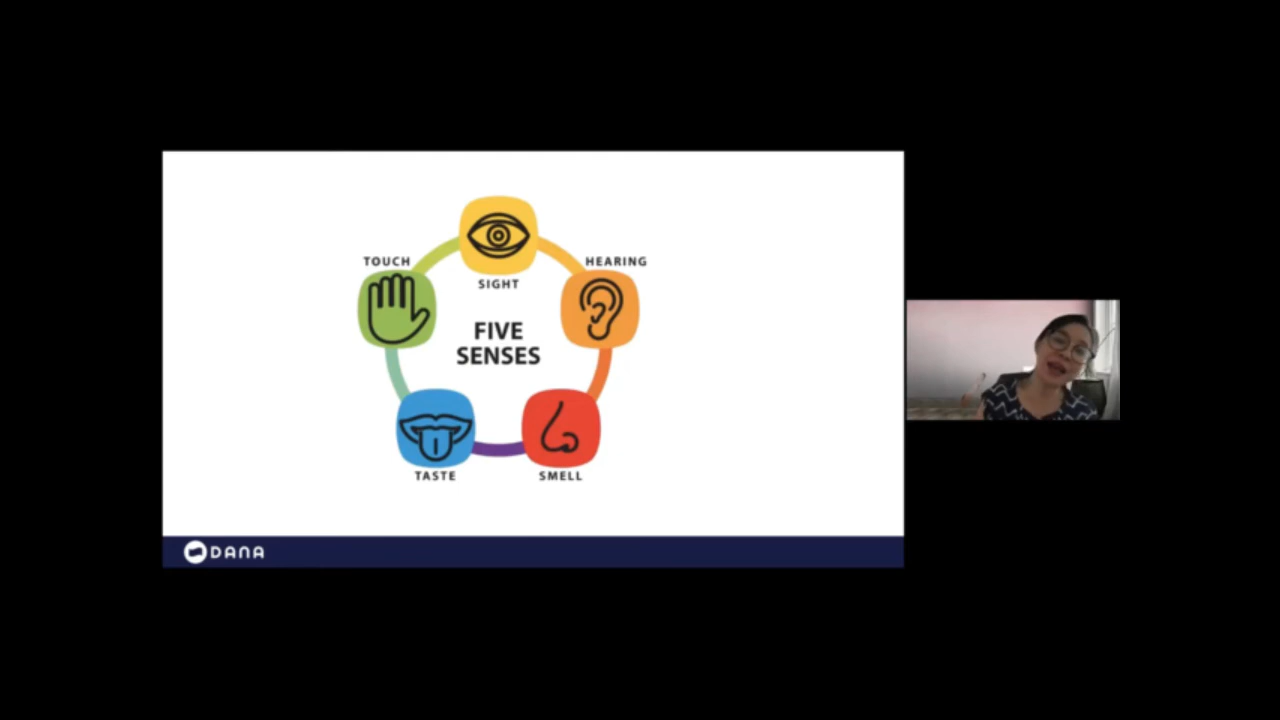 TOUCH
HEARING
SIGHT
FIVE
SENSES
TASTE
SMELL
DANA